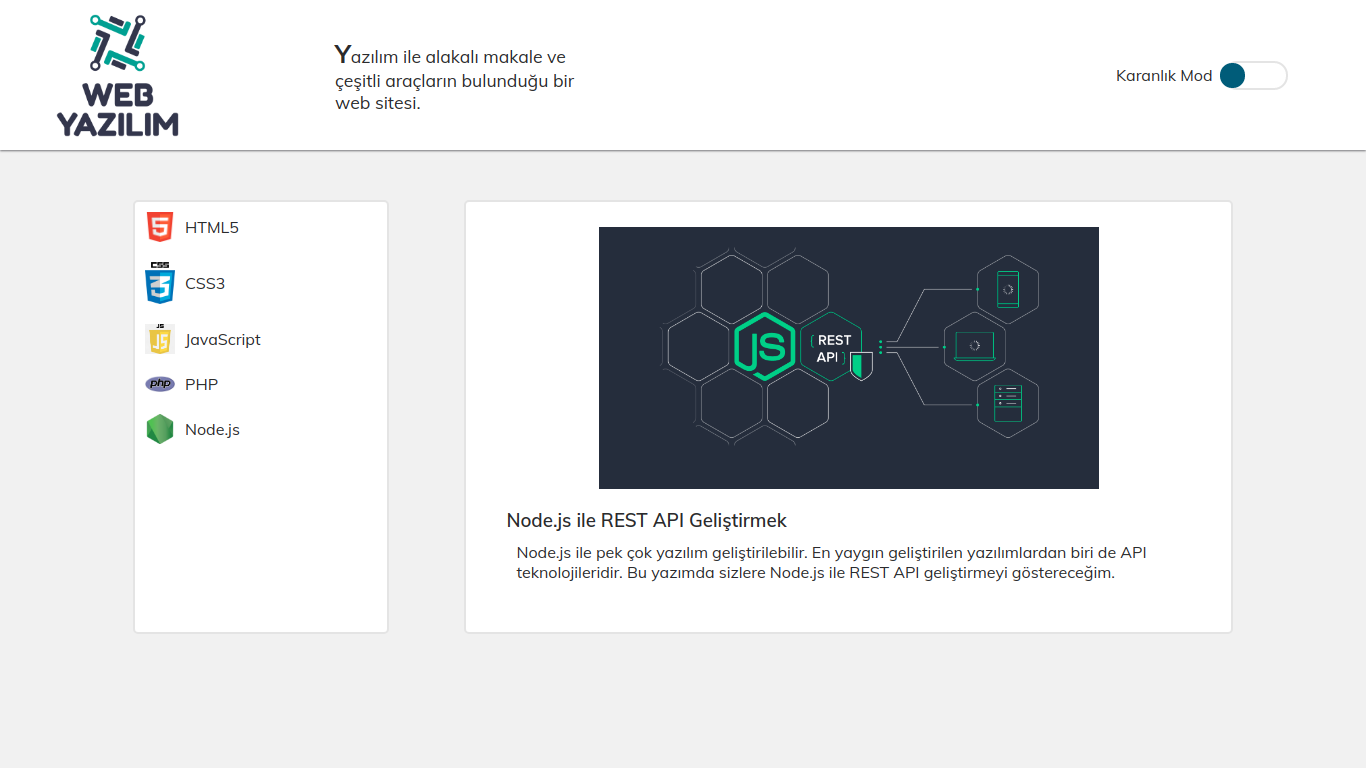 WEB
YAZILIM
Yazılım ile alakalı makale ve
çeşitli araçların bulunduğu bir
web sitesi.
Karanlık Mod
5
HTML5
CSS
3
CSS3
JS
JS
JavaScript
php
PHP
Node.js
JS
REST
API
Node.js ile REST API Geliştirmek
Node.js ile pek çok yazılım geliştirilebilir. En yaygın geliştirilen yazılımlardan biri de API
teknolojileridir. Bu yazımda sizlere Node.js ile REST API geliştirmeyi göstereceğim.